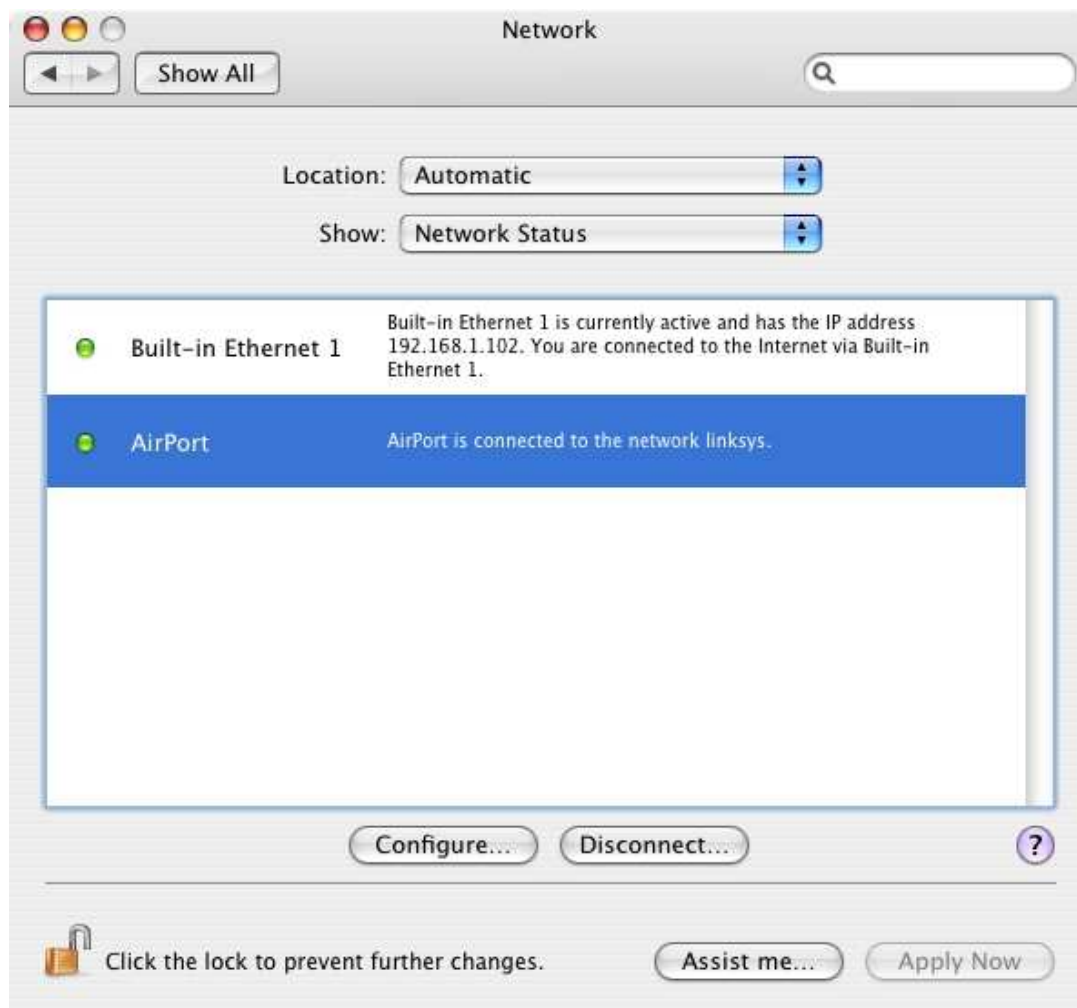 Network
Show All
Location: Automatic
Show: Network Status
Built-in Ethernet 1
Built-in Ethernet 1 is currently active and has the IP address
192.168.1.102. You are connected to the Internet via Built-in
Ethernet 1.
AirPort
AirPort is connected to the network linksys.
Configure... Disconnect... ?
Click the lock to prevent further changes. Assist me... Apply Now